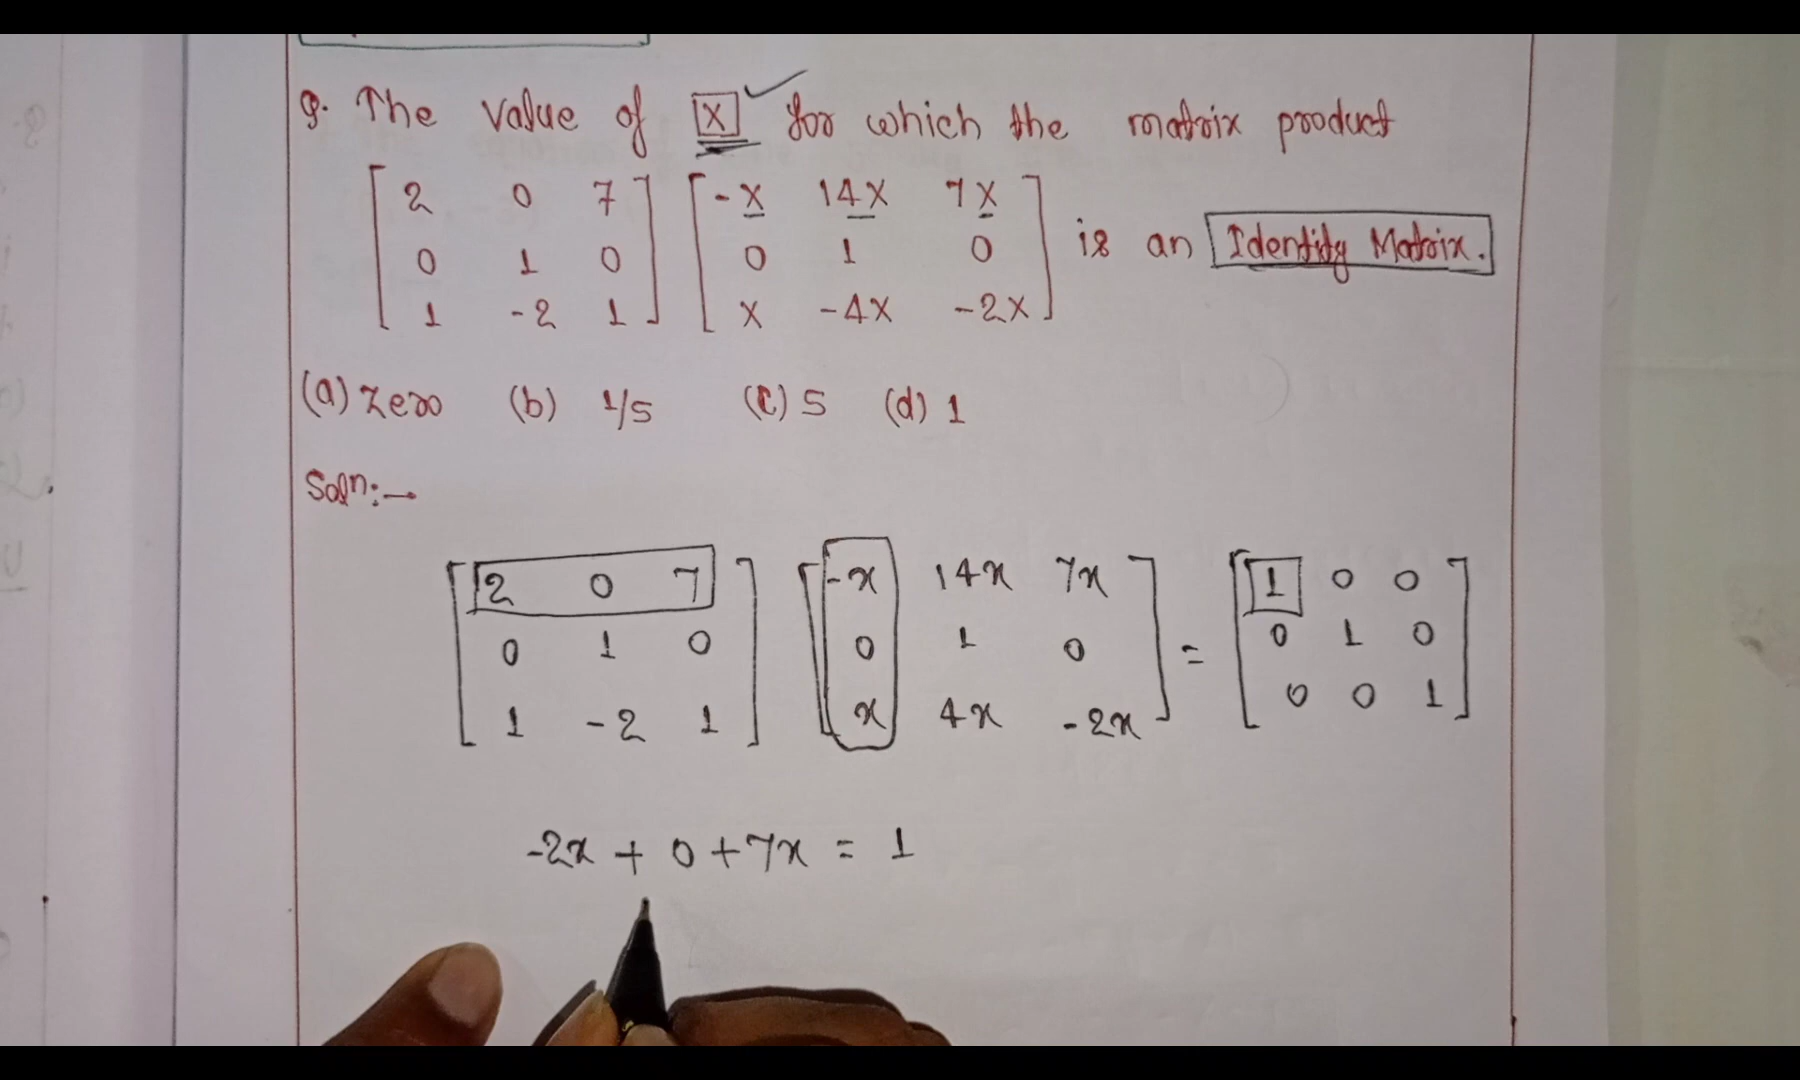 Q. The value of x for which the matrix product
[ 2 0 7 ] [ -x 14x 7x ]
[ 0 1 0 ] [ 0 1 0 ] is an Identity Matrix.
[ 1 -2 1 ] [ x -4x -2x ]
(a) Zero (b) 1/5 (c) 5 (d) 1
Soln:-
[ 2 0 7 ] [ -x 14x 7x ] [ 1 0 0 ]
[ 0 1 0 ] [ 0 1 0 ] = [ 0 1 0 ]
[ 1 -2 1 ] [ x 4x -2x ] [ 0 0 1 ]
-2x + 0 + 7x = 1